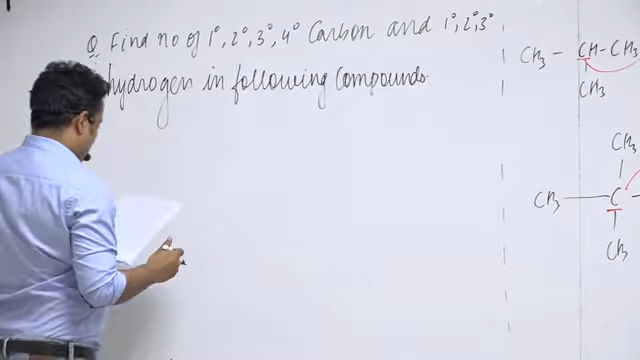 Q. Find no of 1°, 2°, 3°, 4° Carbon and 1°, 2°, 3°
hydrogen in following Compounds.
CH3 - CH - CH3
CH3
CH3
CH3 - C -
CH3